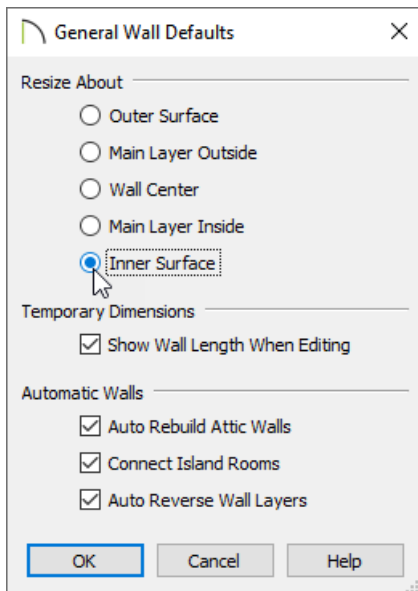 General Wall Defaults
Resize About
Outer Surface
Main Layer Outside
Wall Center
Main Layer Inside
Inner Surface
Temporary Dimensions
Show Wall Length When Editing
Automatic Walls
Auto Rebuild Attic Walls
Connect Island Rooms
Auto Reverse Wall Layers
OK Cancel Help